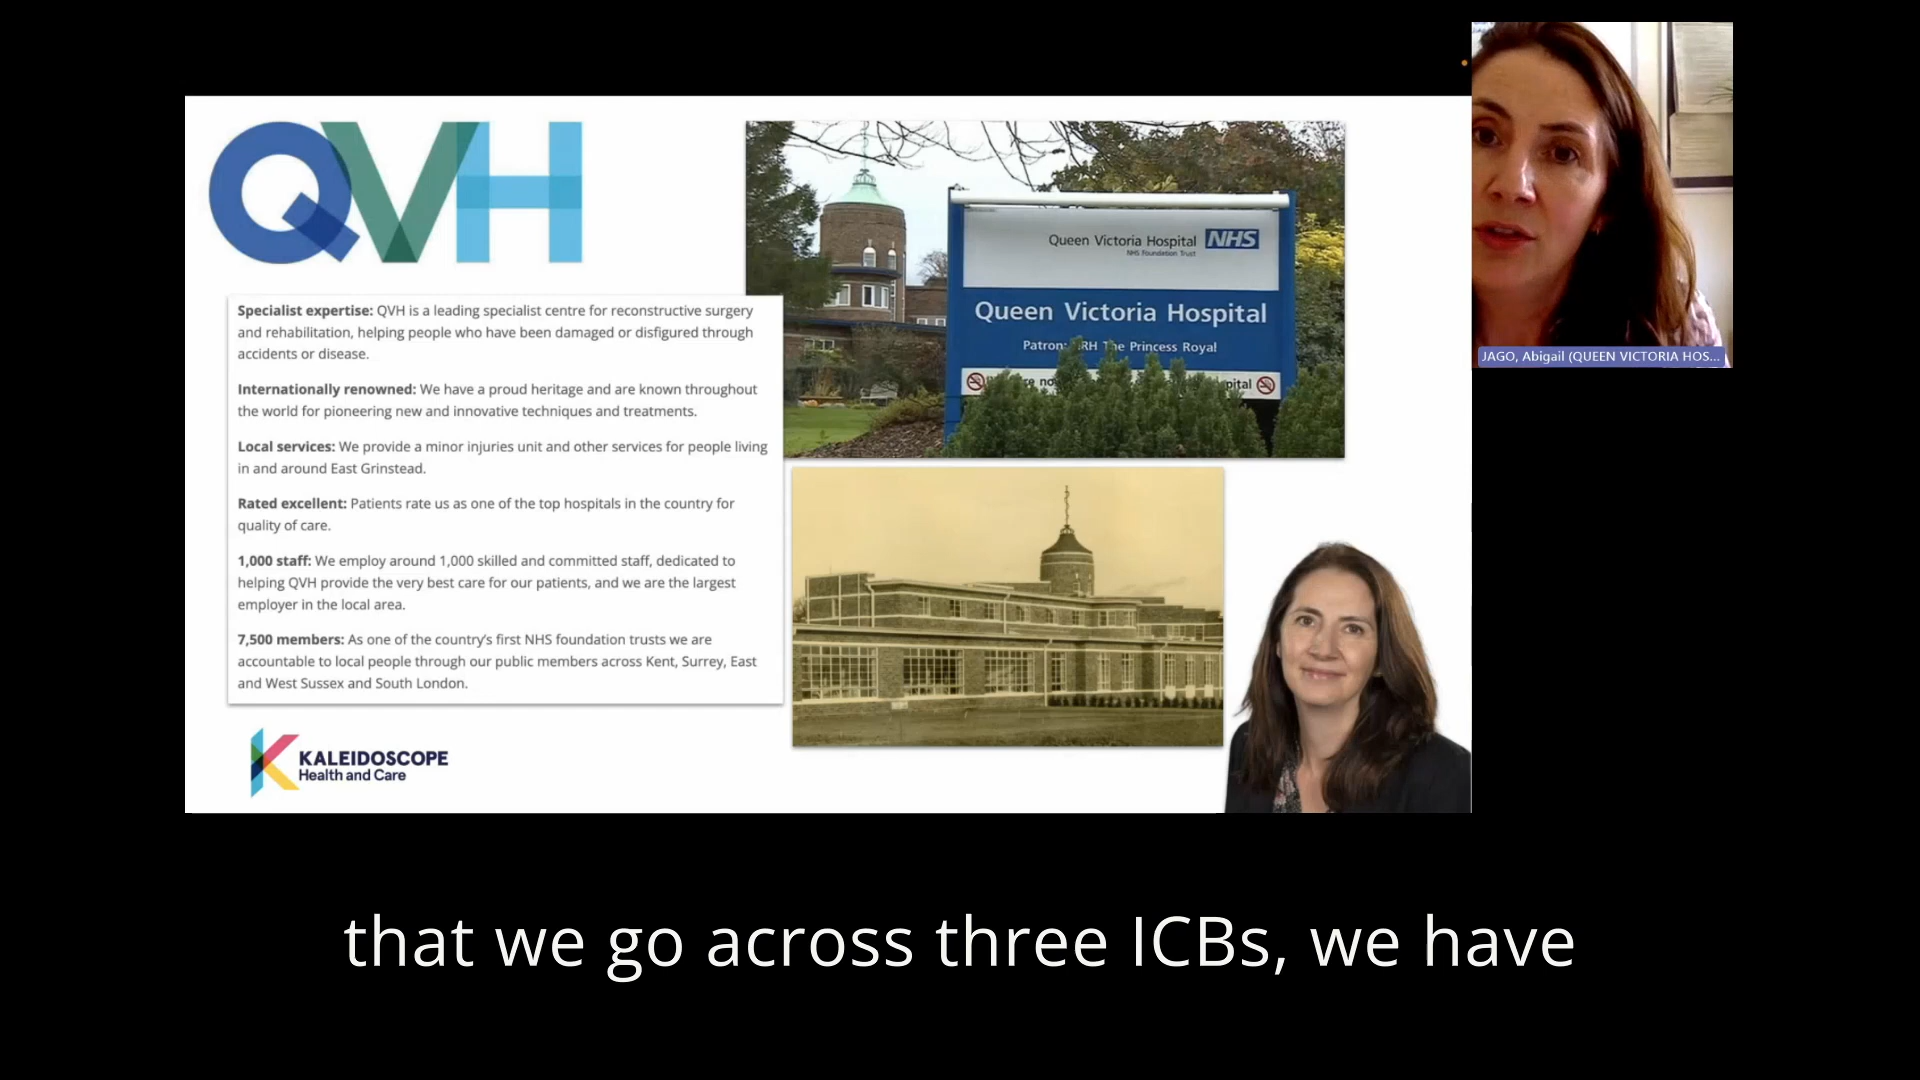 QVH
Specialist expertise: QVH is a leading specialist centre for reconstructive surgery
and rehabilitation, helping people who have been damaged or disfigured through
accidents or disease.
Internationally renowned: We have a proud heritage and are known throughout
the world for pioneering new and innovative techniques and treatments.
Local services: We provide a minor injuries unit and other services for people living
in and around East Grinstead.
Rated excellent: Patients rate us as one of the top hospitals in the country for
quality of care.
1,000 staff: We employ around 1,000 skilled and committed staff, dedicated to
helping QVH provide the very best care for our patients, and we are the largest
employer in the local area.
7,500 members: As one of the country’s first NHS foundation trusts we are
accountable to local people through our public members across Kent, Surrey, East
and West Sussex and South London.
KALEIDOSCOPE
Health and Care
Queen Victoria Hospital NHS
NHS Foundation Trust
Queen Victoria Hospital
Patron: The Princess Royal
JAGO, Abigail (QUEEN VICTORIA HOS...
that we go across three ICBs, we have